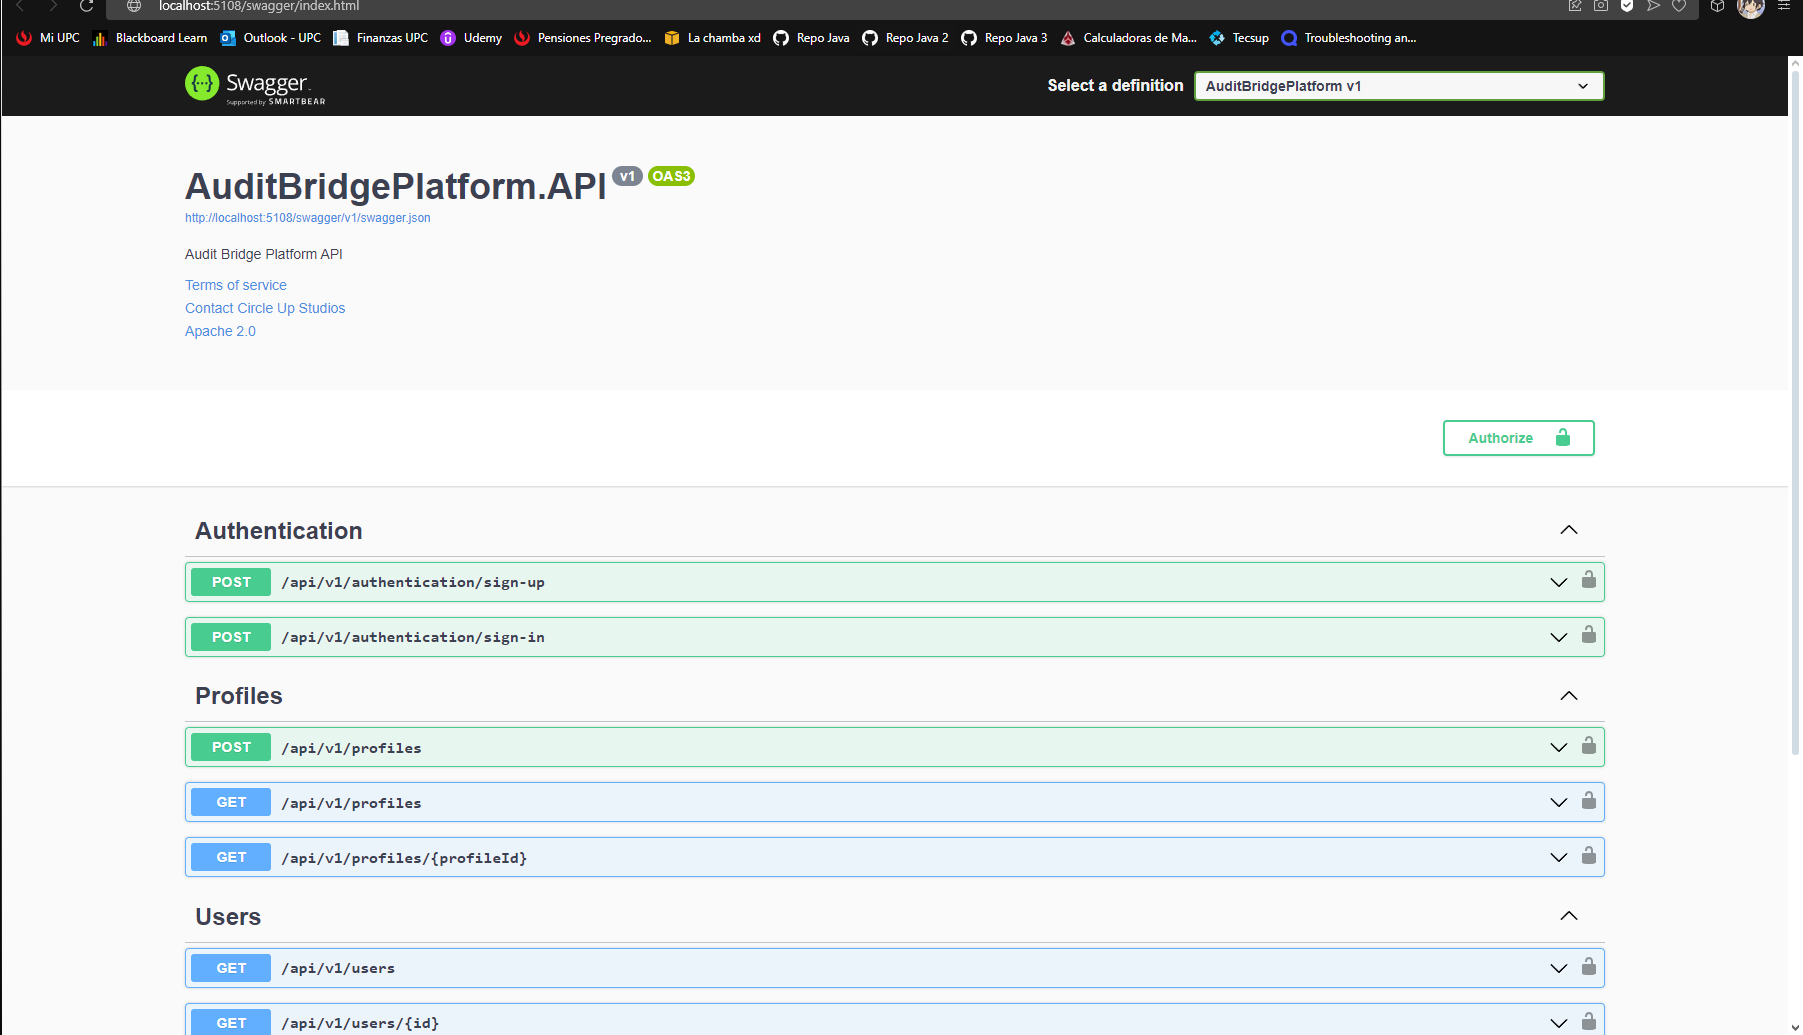 localhost:5108/swagger/index.html
Mi UPC Blackboard Learn Outlook - UPC Finanzas UPC Udemy Pensiones Pregrado... La chamba xd Repo Java Repo Java 2 Repo Java 3 Calculadoras de Ma... Tecsup Troubleshooting an...
Swagger
Supported by SMARTBEAR
Select a definition AuditBridgePlatform v1
AuditBridgePlatform.API v1 OAS3
http://localhost:5108/swagger/v1/swagger.json
Audit Bridge Platform API
Terms of service
Contact Circle Up Studios
Apache 2.0
Authorize
Authentication
POST /api/v1/authentication/sign-up
POST /api/v1/authentication/sign-in
Profiles
POST /api/v1/profiles
GET /api/v1/profiles
GET /api/v1/profiles/{profileId}
Users
GET /api/v1/users
GET /api/v1/users/{id}